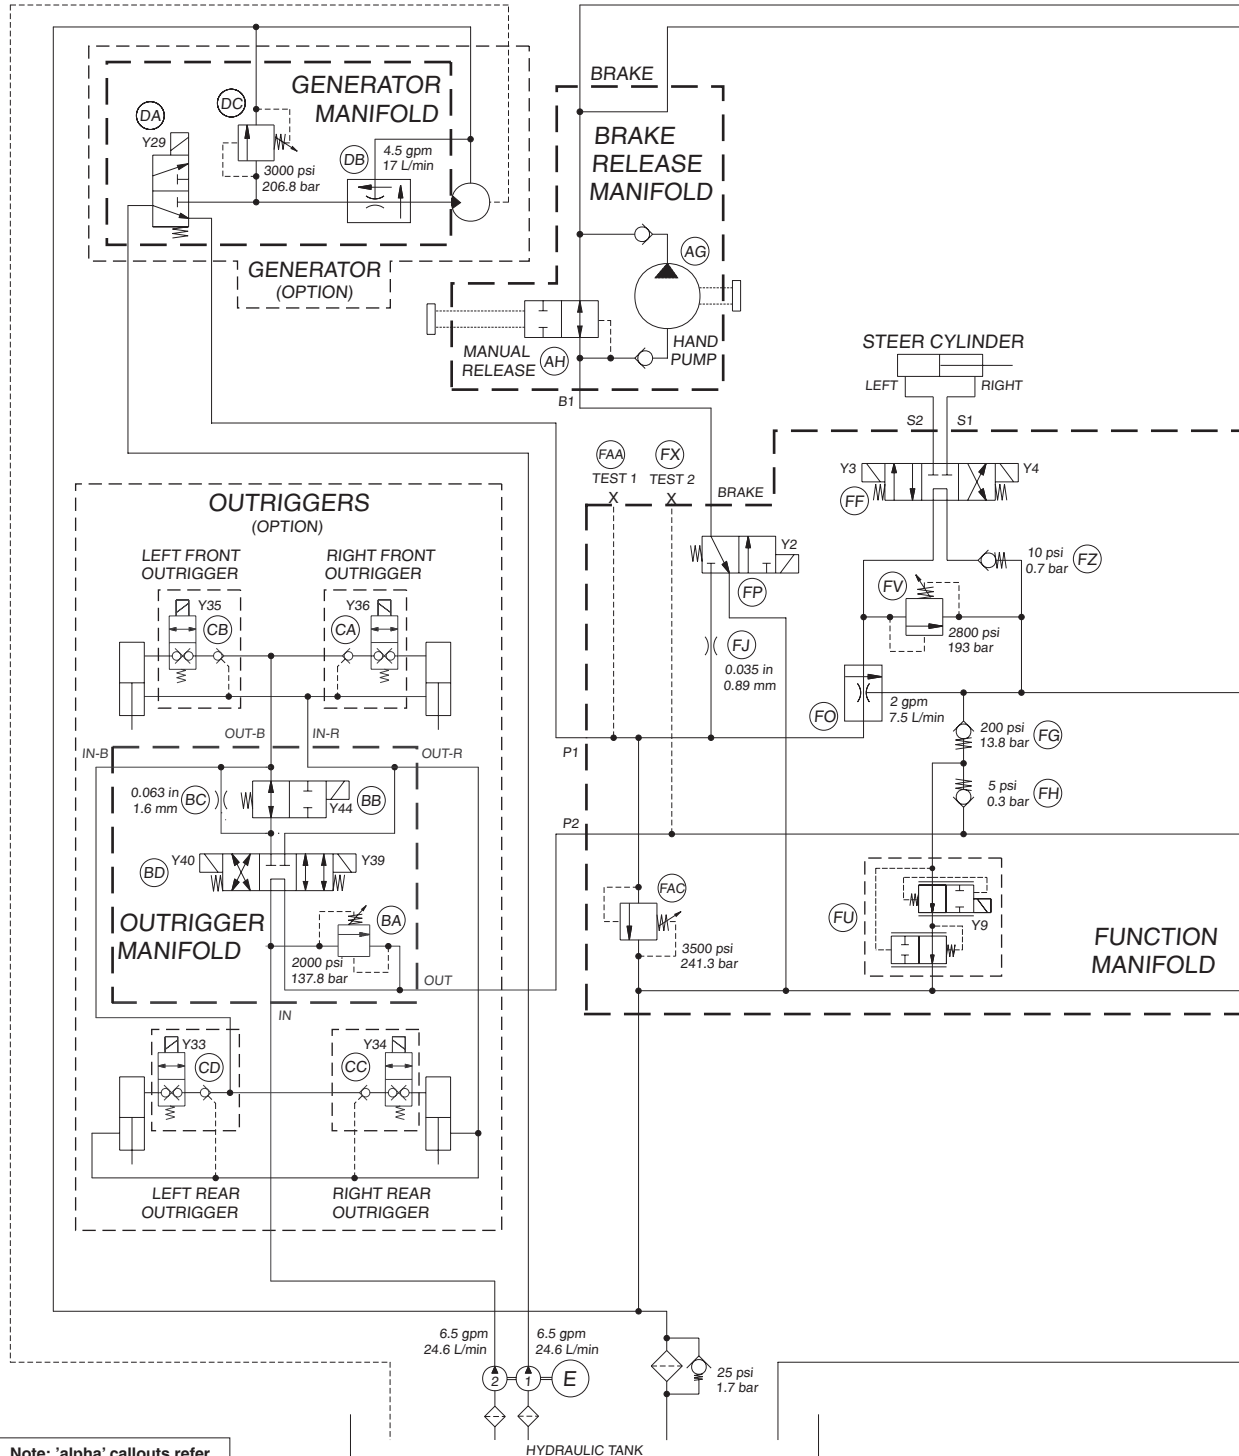 GENERATOR
MANIFOLD
DA
Y29
DC
3000 psi
206.8 bar
DB
4.5 gpm
17 L/min
GENERATOR
(OPTION)
BRAKE
BRAKE
RELEASE
MANIFOLD
AG
HAND
PUMP
MANUAL
RELEASE
AH
B1
STEER CYLINDER
LEFT
RIGHT
S2
S1
Y3
Y4
FF
FAA
TEST 1
X
FX
TEST 2
X
BRAKE
Y2
FP
10 psi
0.7 bar
FZ
FV
2800 psi
193 bar
FJ
0.035 in
0.89 mm
FO
2 gpm
7.5 L/min
200 psi
13.8 bar
FG
5 psi
0.3 bar
FH
P1
P2
FAC
3500 psi
241.3 bar
FU
Y9
FUNCTION
MANIFOLD
OUTRIGGERS
(OPTION)
LEFT FRONT
OUTRIGGER
RIGHT FRONT
OUTRIGGER
Y35
CB
Y36
CA
OUT-B
IN-R
IN-B
OUT-R
0.063 in
1.6 mm
BC
Y44
BB
Y40
Y39
BD
OUTRIGGER
MANIFOLD
BA
2000 psi
137.8 bar
OUT
IN
Y33
CD
Y34
CC
LEFT REAR
OUTRIGGER
RIGHT REAR
OUTRIGGER
6.5 gpm
24.6 L/min
6.5 gpm
24.6 L/min
2
1
E
25 psi
1.7 bar
HYDRAULIC TANK
Note: 'alpha' callouts refer